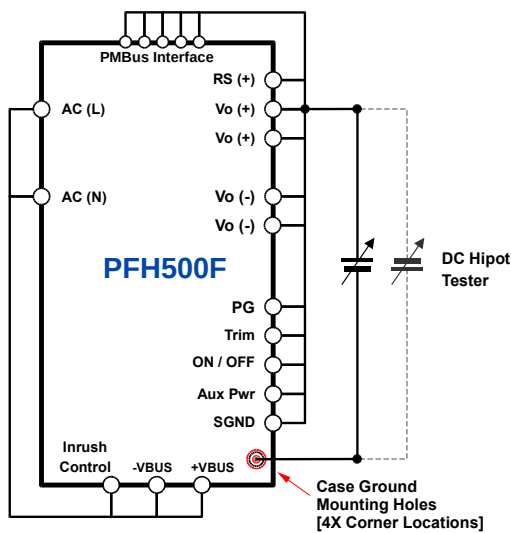 PMBus Interface
RS (+)
AC (L)
Vo (+)
Vo (+)
AC (N)
Vo (-)
Vo (-)
PFH500F
DC Hipot
Tester
PG
Trim
ON / OFF
Aux Pwr
SGND
Inrush
Control
-VBUS
+VBUS
Case Ground
Mounting Holes
[4X Corner Locations]